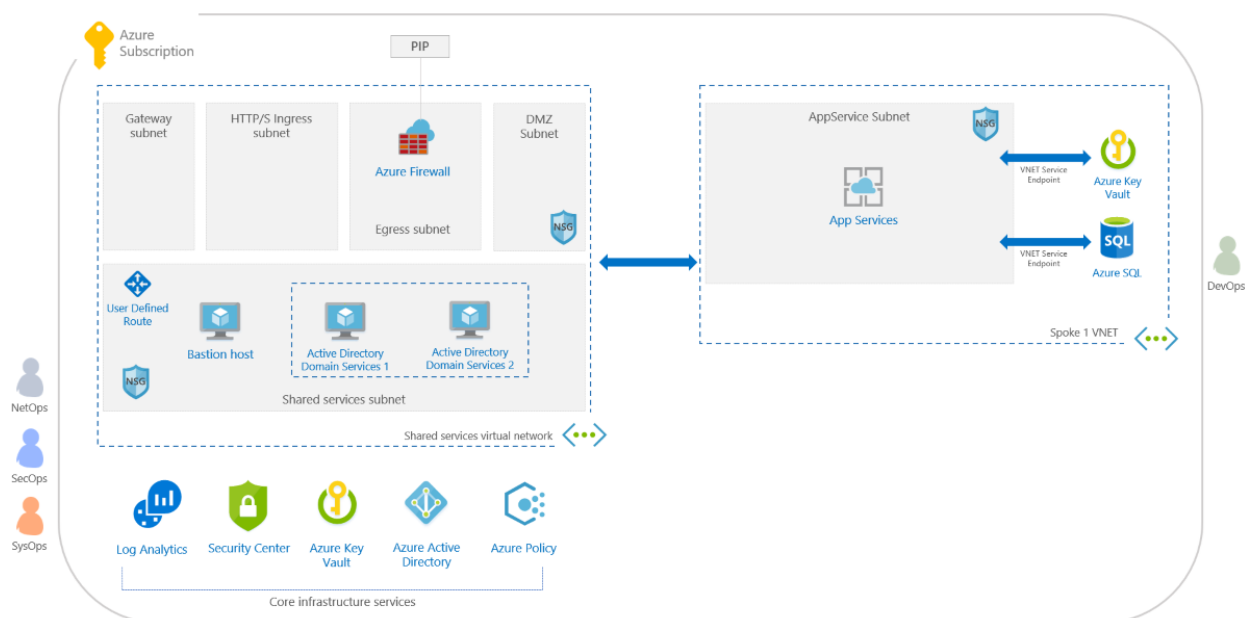 Azure
Subscription
PIP
Gateway
subnet
HTTP/S Ingress
subnet
Azure Firewall
Egress subnet
DMZ
Subnet
NSG
User Defined
Route
Bastion host
Active Directory
Domain Services 1
Active Directory
Domain Services 2
NSG
Shared services subnet
Shared services virtual network
AppService Subnet
NSG
App Services
VNET Service
Endpoint
Azure Key
Vault
VNET Service
Endpoint
SQL
Azure SQL
Spoke 1 VNET
DevOps
NetOps
SecOps
SysOps
Log Analytics
Security Center
Azure Key
Vault
Azure Active
Directory
Azure Policy
Core infrastructure services